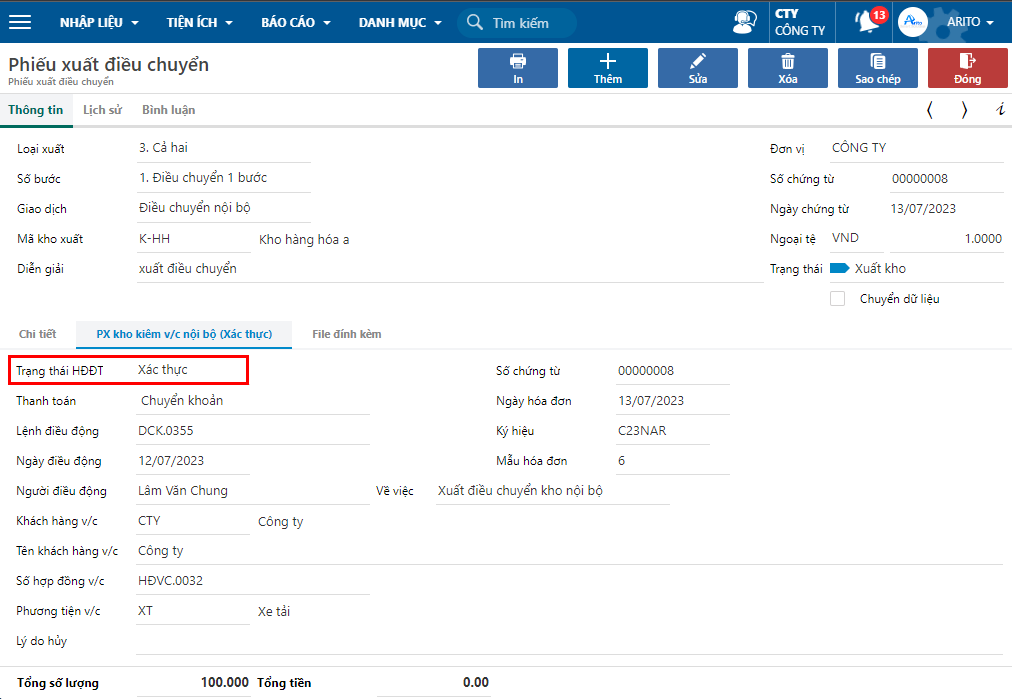 NHẬP LIỆU TIỆN ÍCH BÁO CÁO DANH MỤC Tìm kiếm CTY CÔNG TY 13 Arito ARITO
Phiếu xuất điều chuyển
Phiếu xuất điều chuyển
In Thêm Sửa Xóa Sao chép Đóng
Thông tin Lịch sử Bình luận
Loại xuất 3. Cả hai Đơn vị CÔNG TY
Số bước 1. Điều chuyển 1 bước Số chứng từ 00000008
Giao dịch Điều chuyển nội bộ Ngày chứng từ 13/07/2023
Mã kho xuất K-HH Kho hàng hóa a Ngoại tệ VND 1.0000
Diễn giải xuất điều chuyển Trạng thái Xuất kho
Chuyển dữ liệu
Chi tiết PX kho kiêm v/c nội bộ (Xác thực) File đính kèm
Trạng thái HĐĐT Xác thực Số chứng từ 00000008
Thanh toán Chuyển khoản Ngày hóa đơn 13/07/2023
Lệnh điều động DCK.0355 Ký hiệu C23NAR
Ngày điều động 12/07/2023 Mẫu hóa đơn 6
Người điều động Lâm Văn Chung Về việc Xuất điều chuyển kho nội bộ
Khách hàng v/c CTY Công ty
Tên khách hàng v/c Công ty
Số hợp đồng v/c HĐVC.0032
Phương tiện v/c XT Xe tải
Lý do hủy
Tổng số lượng 100.000 Tổng tiền 0.00